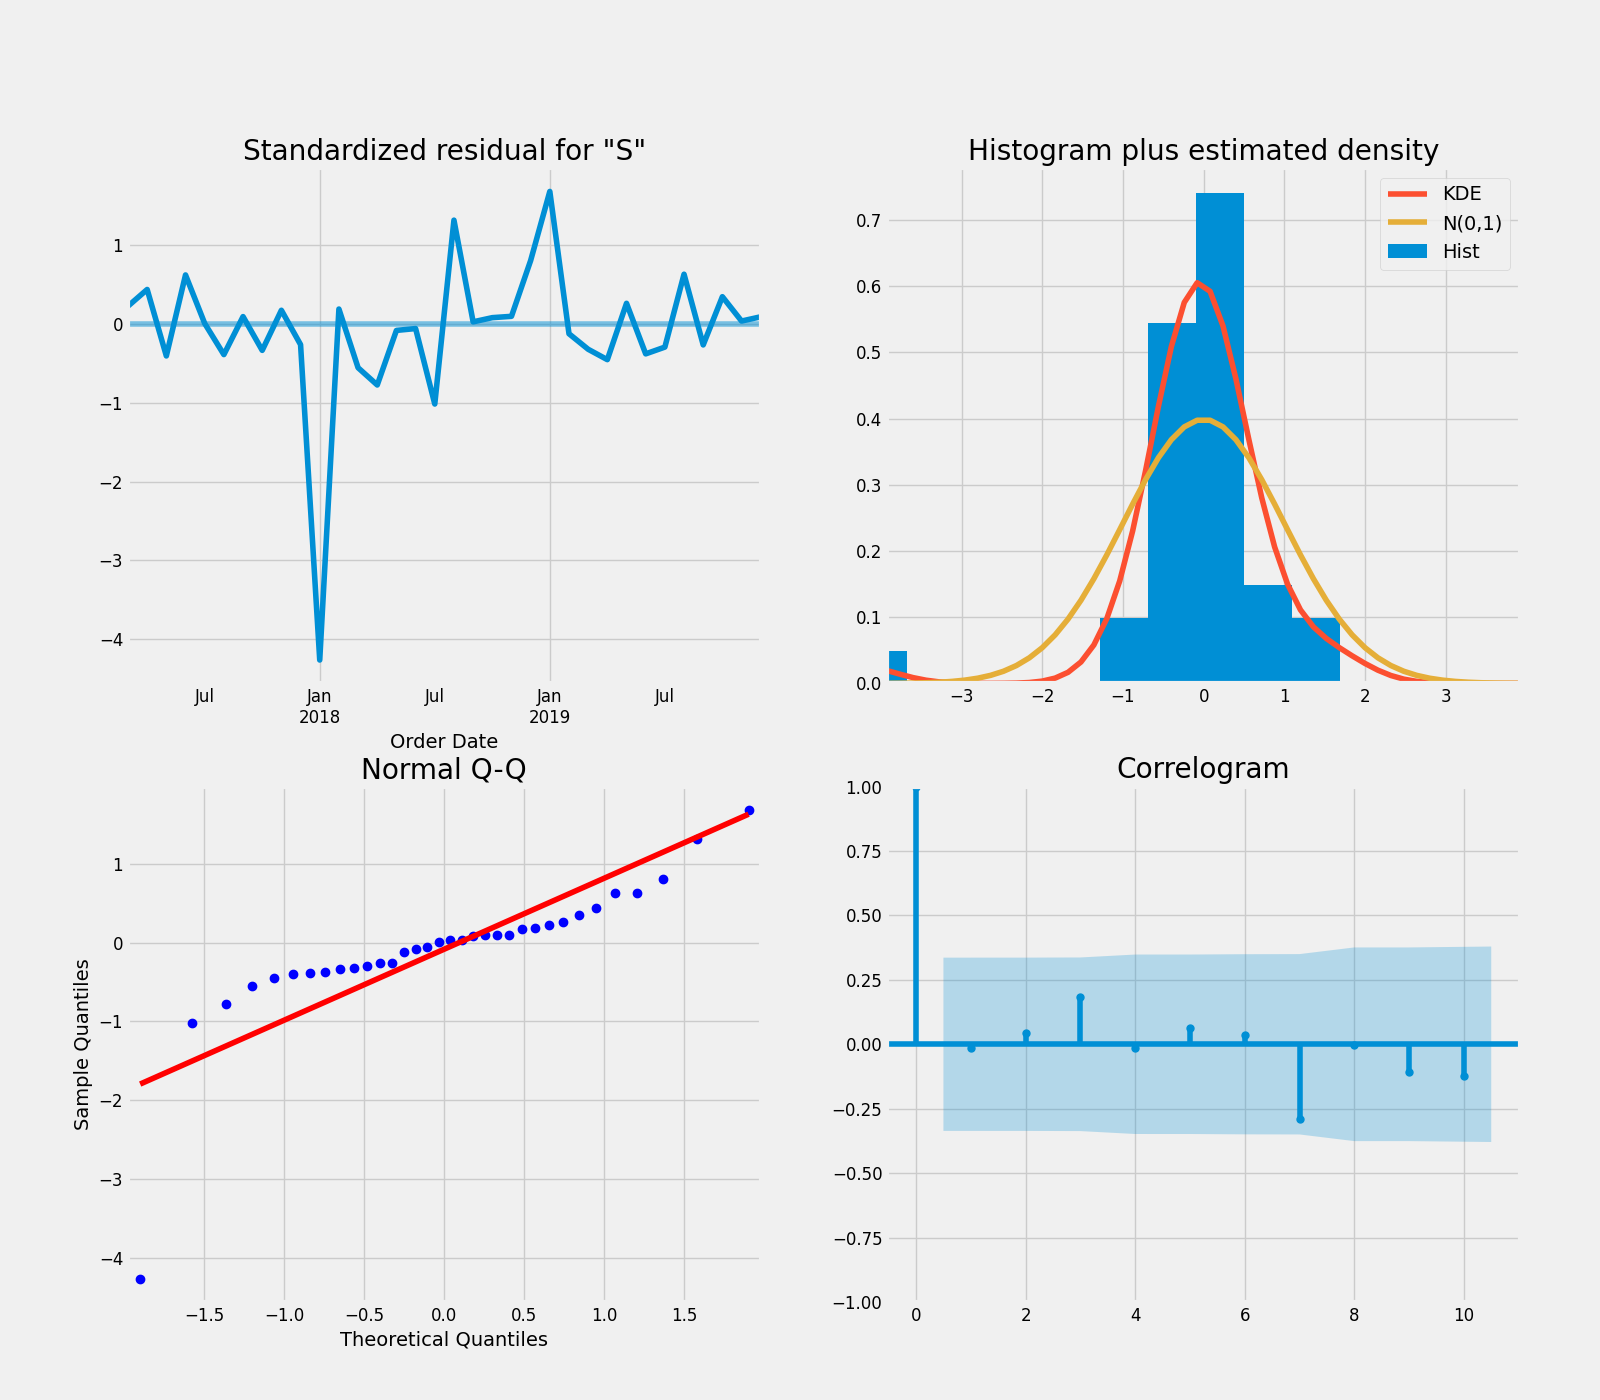 Standardized residual for "S"
1
0
−1
−2
−3
−4
Jul
Jan
2018
Jul
Jan
2019
Jul
Order Date
Histogram plus estimated density
KDE
N(0,1)
Hist
0.7
0.6
0.5
0.4
0.3
0.2
0.1
0.0
−3 −2 −1 0 1 2 3
Normal Q-Q
Sample Quantiles
1
0
−1
−2
−3
−4
−1.5 −1.0 −0.5 0.0 0.5 1.0 1.5
Theoretical Quantiles
Correlogram
1.00
0.75
0.50
0.25
0.00
−0.25
−0.50
−0.75
−1.00
0 2 4 6 8 10